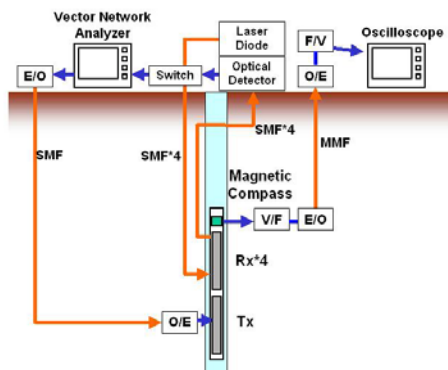 Vector Network
Analyzer
Laser
Diode
Optical
Detector
F/V
O/E
Oscilloscope
E/O
Switch
SMF
SMF*4
SMF*4
MMF
Magnetic
Compass
V/F
E/O
Rx*4
O/E
Tx